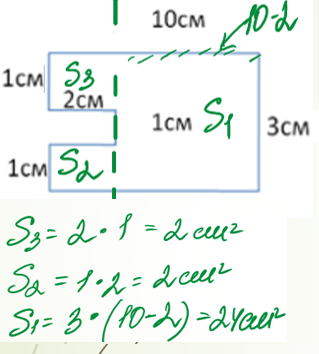 10см 10-2
1см S3
2см
1см S1 3см
1см S2
S3 = 2 · 1 = 2 см²
S2 = 1 · 2 = 2 см²
S1 = 3 · (10-2) = 24 см²